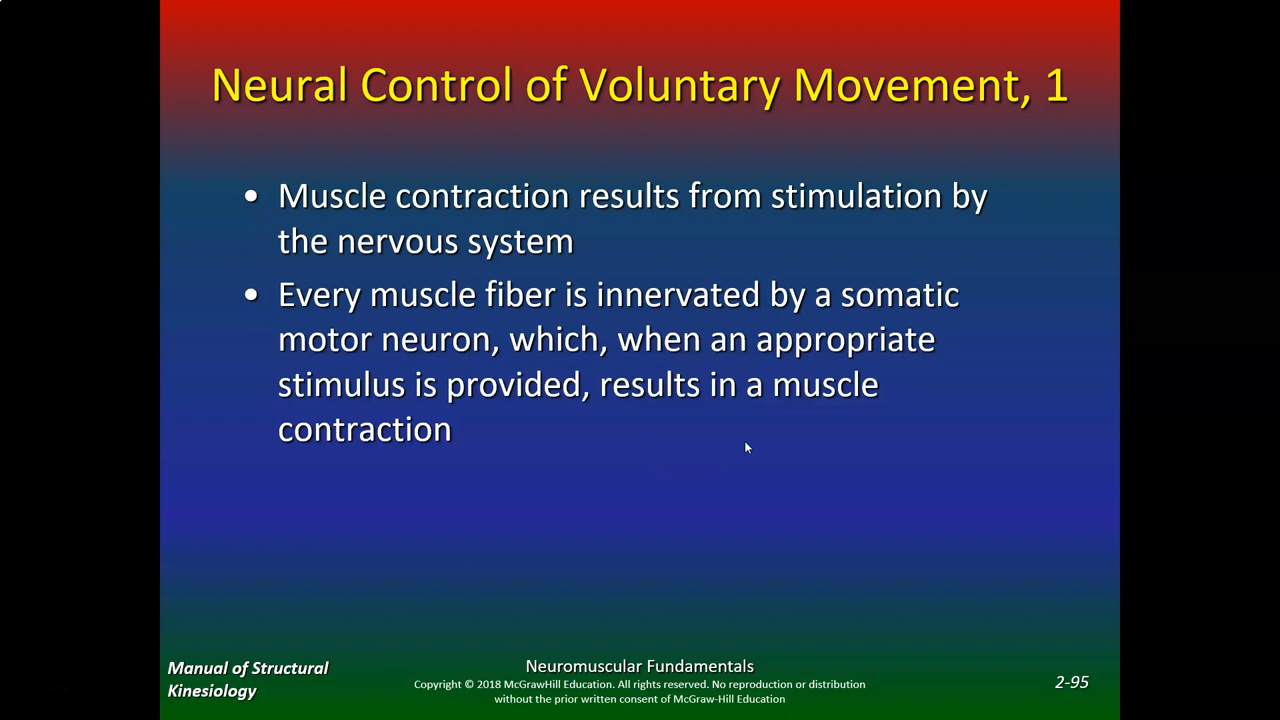 Neural Control of Voluntary Movement, 1
• Muscle contraction results from stimulation by
the nervous system
• Every muscle fiber is innervated by a somatic
motor neuron, which, when an appropriate
stimulus is provided, results in a muscle
contraction
Manual of Structural
Kinesiology
Neuromuscular Fundamentals
Copyright © 2018 McGrawHill Education. All rights reserved. No reproduction or distribution
without the prior written consent of McGraw-Hill Education
2-95